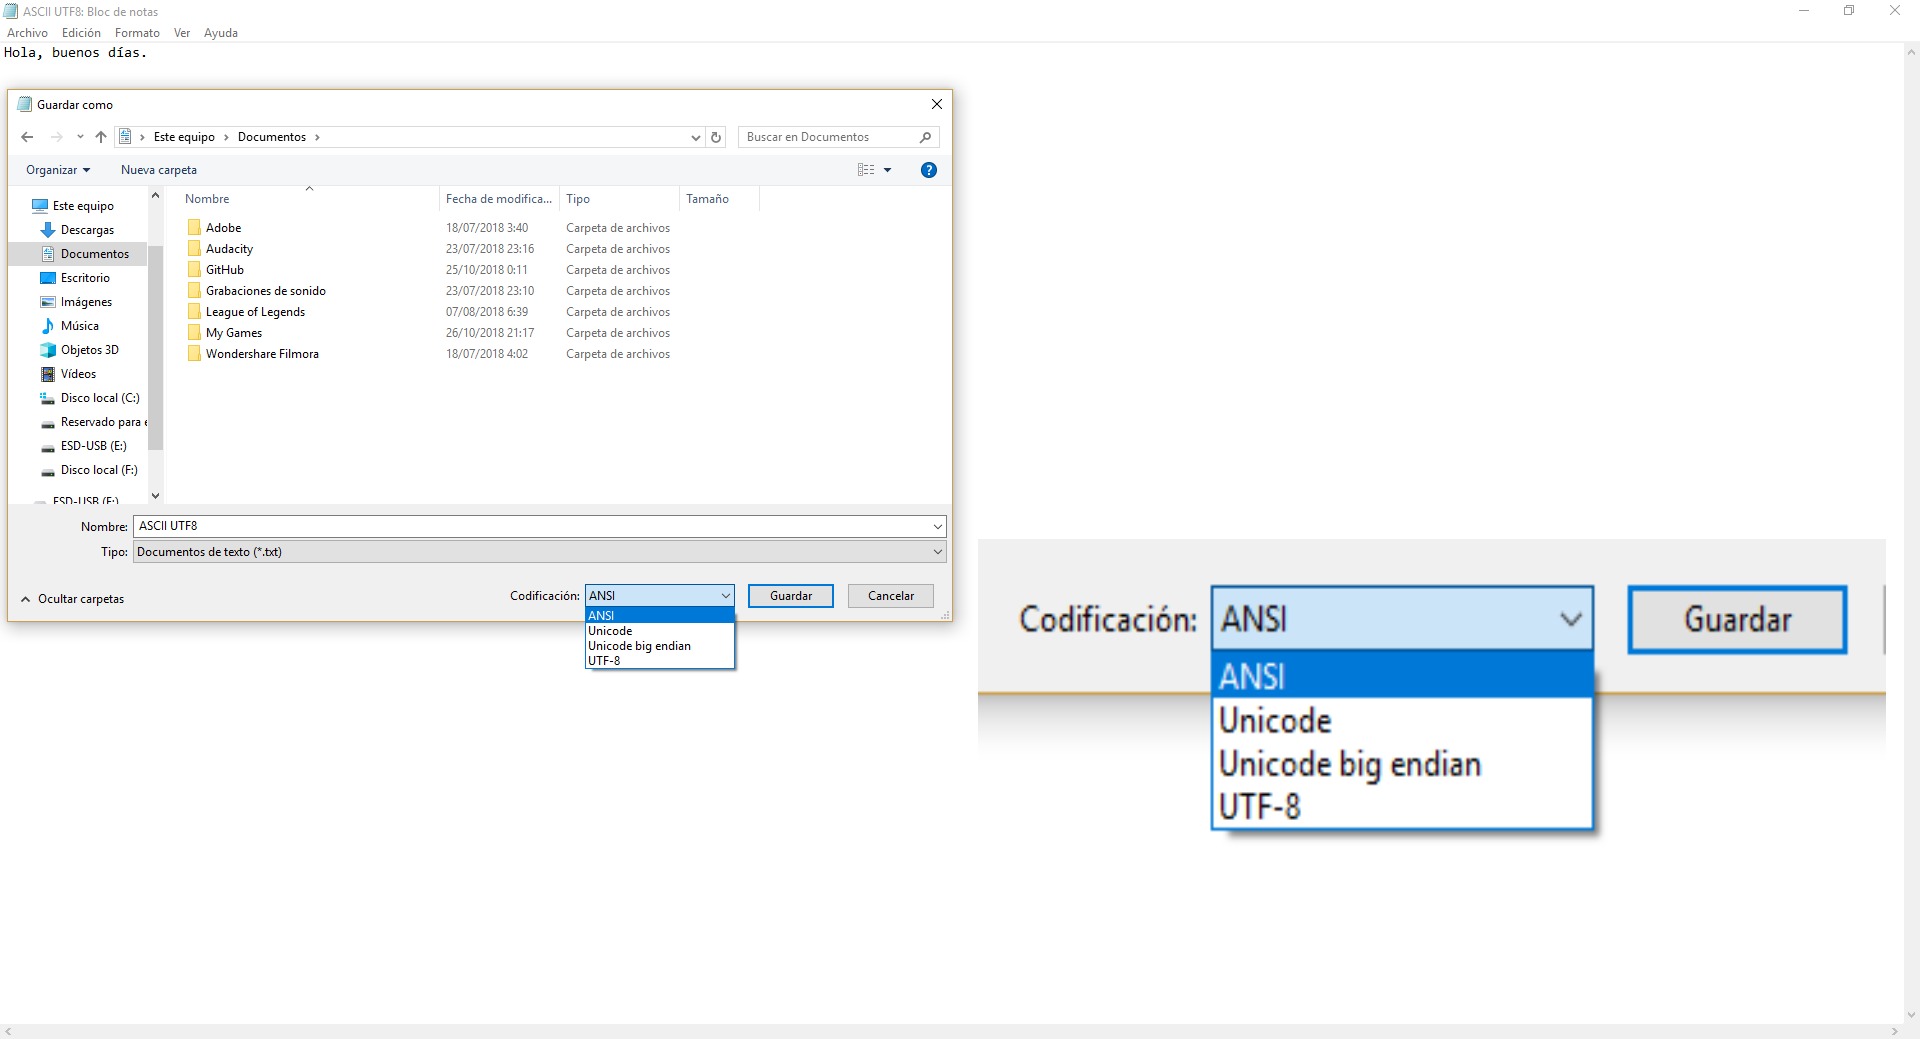 ASCII UTF8: Bloc de notas
Archivo Edición Formato Ver Ayuda
Hola, buenos días.
Guardar como
Este equipo Documentos
Buscar en Documentos
Organizar Nueva carpeta
Este equipo
Descargas
Documentos
Escritorio
Imágenes
Música
Objetos 3D
Vídeos
Disco local (C:)
Reservado para e
ESD-USB (E:)
Disco local (F:)
ESD-USB (E:)
Nombre Fecha de modifica... Tipo Tamaño
Adobe 18/07/2018 3:40 Carpeta de archivos
Audacity 23/07/2018 23:16 Carpeta de archivos
GitHub 25/10/2018 0:11 Carpeta de archivos
Grabaciones de sonido 23/07/2018 23:10 Carpeta de archivos
League of Legends 07/08/2018 6:39 Carpeta de archivos
My Games 26/10/2018 21:17 Carpeta de archivos
Wondershare Filmora 18/07/2018 4:02 Carpeta de archivos
Nombre: ASCII UTF8
Tipo: Documentos de texto (*.txt)
Ocultar carpetas
Codificación: ANSI
Guardar
Cancelar
ANSI
Unicode
Unicode big endian
UTF-8
Codificación: ANSI
Guardar
ANSI
Unicode
Unicode big endian
UTF-8